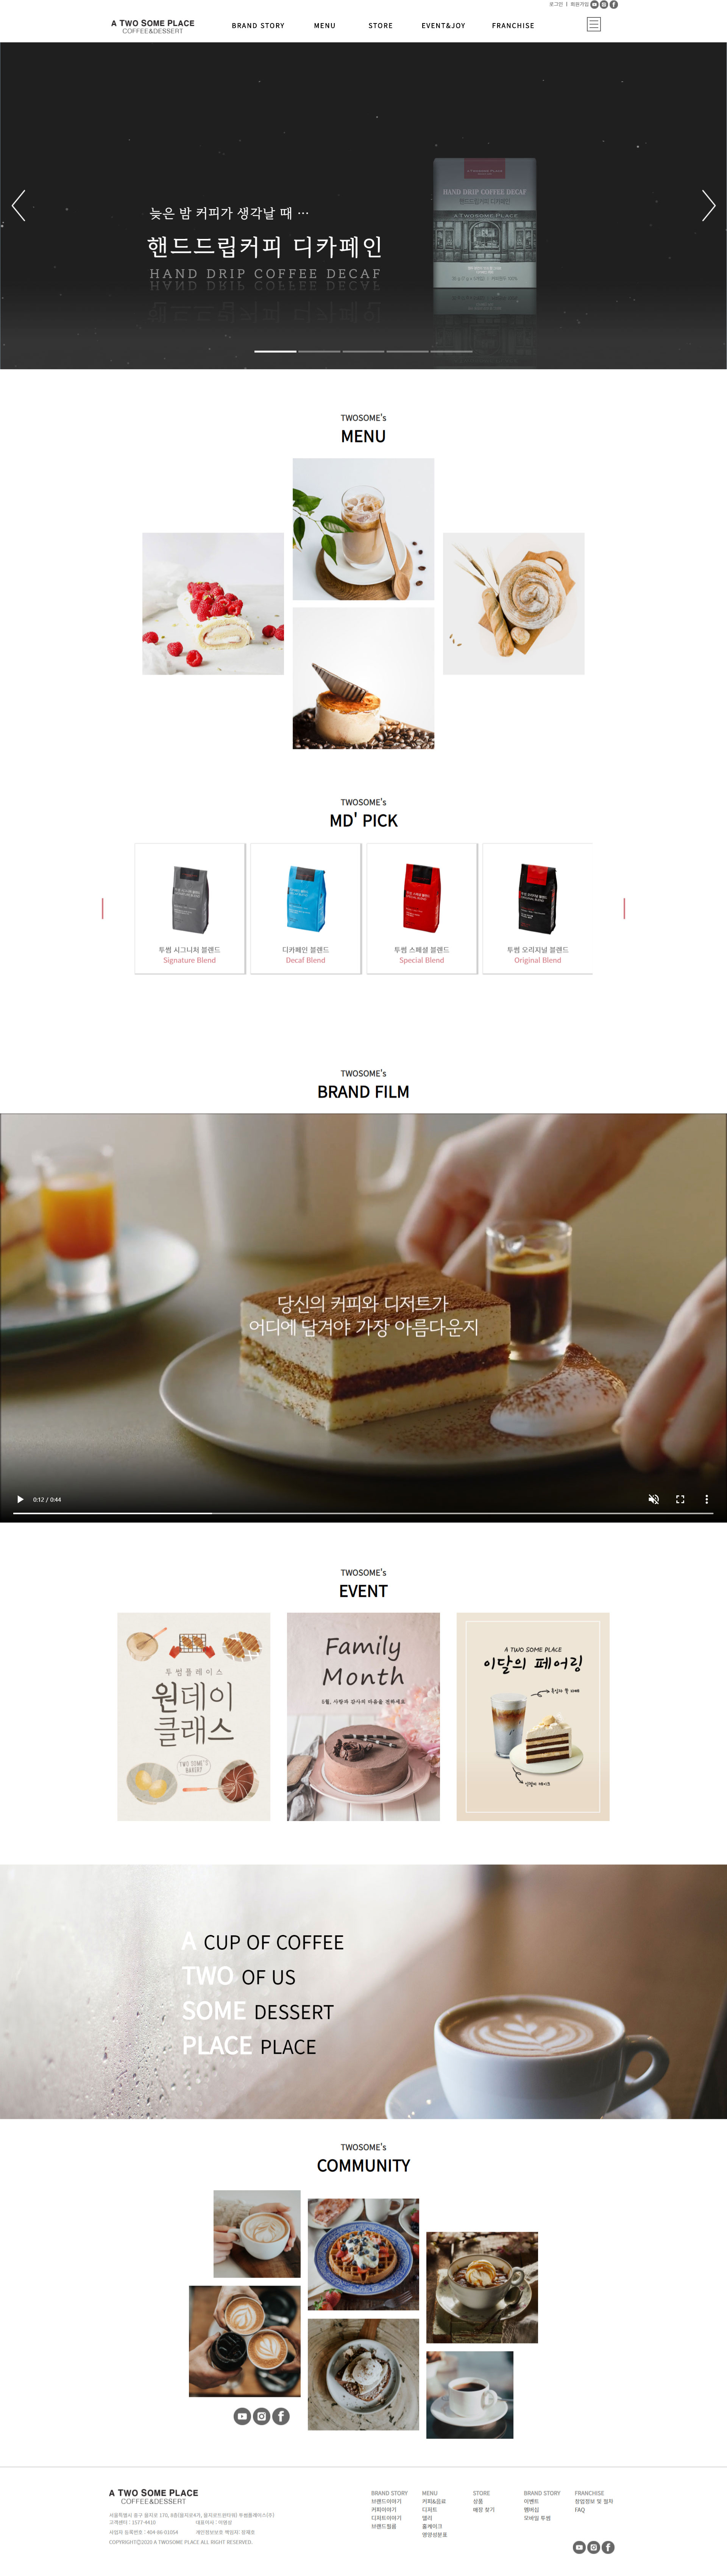 로그인 | 회원가입
A TWO SOME PLACE
COFFEE&DESSERT
BRAND STORY MENU STORE EVENT&JOY FRANCHISE
늦은 밤 커피가 생각날 때 ···
핸드드립커피 디카페인
HAND DRIP COFFEE DECAF
HAND DRIP COFFEE DECAF
핸드드립커피 디카페인
A TWOSOME PLACE
TWOSOME's
MENU
TWOSOME's
MD' PICK
투썸 시그니처 블렌드
Signature Blend
디카페인 블렌드
Decaf Blend
투썸 스페셜 블렌드
Special Blend
투썸 오리지널 블렌드
Original Blend
TWOSOME's
BRAND FILM
당신의 커피와 디저트가
어디에 담겨야 가장 아름다운지
0:12 / 0:44
TWOSOME's
EVENT
투썸플레이스
원데이
클래스
TWO SOME'S
BAKERY
Family
Month
5월, 사랑과 감사의 마음을 전하세요
A TWO SOME PLACE
이달의 페어링
A CUP OF COFFEE
TWO OF US
SOME DESSERT
PLACE PLACE
TWOSOME's
COMMUNITY
A TWO SOME PLACE
COFFEE&DESSERT
고객센터 : 1577-4410
사업자 등록번호 : 404-86-01054
COPYRIGHTⓒ2020 A TWOSOME PLACE ALL RIGHT RESERVED.
BRAND STORY
브랜드이야기
커피이야기
디저트이야기
브랜드필름
MENU
커피&음료
디저트
델리
홀케이크
영양성분표
STORE
상품
매장 찾기
BRAND STORY
이벤트
멤버십
모바일 투썸
FRANCHISE
창업정보 및 절차
FAQ